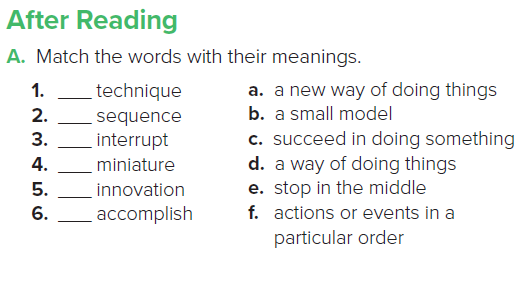 After Reading
A. Match the words with their meanings.
1. ____ technique
2. ____ sequence
3. ____ interrupt
4. ____ miniature
5. ____ innovation
6. ____ accomplish
a. a new way of doing things
b. a small model
c. succeed in doing something
d. a way of doing things
e. stop in the middle
f. actions or events in a
particular order